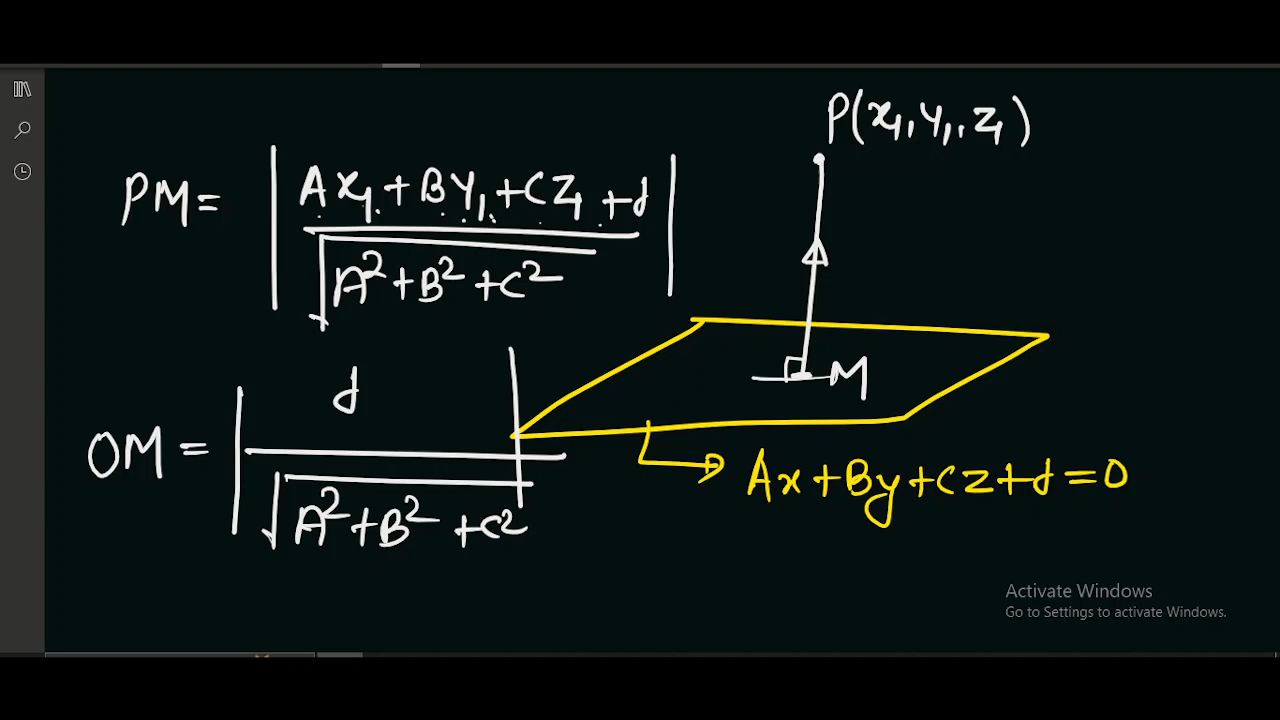 P(x₁, y₁, z₁)
PM = | Ax₁ + By₁ + Cz₁ + d |
√A² + B² + C²
M
OM = | d |
√A² + B² + C²
Ax + By + Cz + d = 0
Activate Windows
Go to Settings to activate Windows.